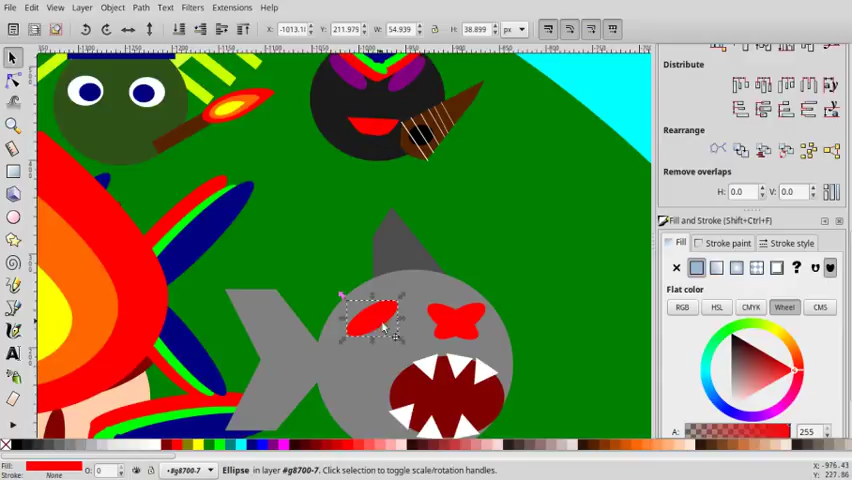 File Edit View Layer Object Path Text Filters Extensions Help
X: -1013.10 Y: 211.979 W: 54.939 H: 38.899 px
Distribute
Rearrange
Remove overlaps
H: 0.0 V: 0.0
Fill and Stroke (Shift+Ctrl+F)
Fill Stroke paint Stroke style
Flat color
RGB HSL CMYK Wheel CMS
A: 255
Fill: O: 0 •#g8700-7 Ellipse in layer #g8700-7. Click selection to toggle scale/rotation handles. X: -976.43
Stroke: None Y: 227.86